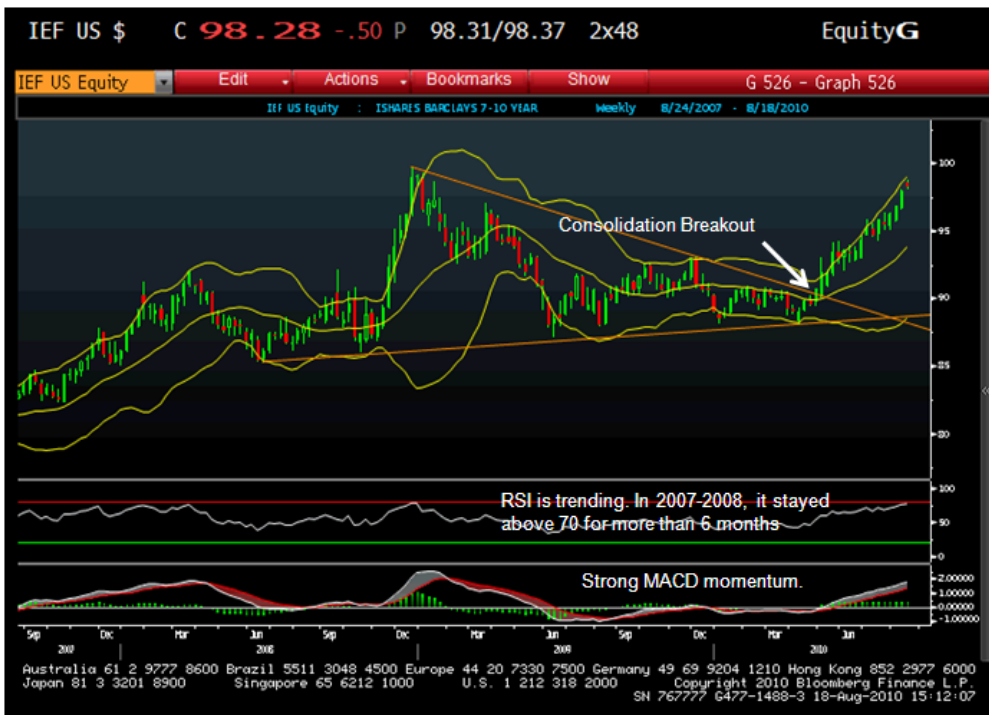 IEF US $ C 98.28 -.50 P 98.31/98.37 2x48 EquityG
IEF US Equity Edit Actions Bookmarks Show G 526 - Graph 526
IEF US Equity : ISHARES BARCLAYS 7-10 YEAR Weekly 8/24/2007 - 8/18/2010
100
Consolidation Breakout
95
90
85
80
RSI is trending. In 2007-2008, it stayed
above 70 for more than 6 months
100
50
0
Strong MACD momentum.
2.00000
1.00000
0.00000
-1.00000
Sep Dec Mar Jun Sep Dec Mar Jun Sep Dec Mar Jun
2007 2008 2009 2010
Australia 61 2 9777 8600 Brazil 5511 3048 4500 Europe 44 20 7330 7500 Germany 49 69 9204 1210 Hong Kong 852 2977 6000
Japan 81 3 3201 8900 Singapore 65 6212 1000 U.S. 1 212 318 2000 Copyright 2010 Bloomberg Finance L.P.
SN 767777 G477-1488-3 18-Aug-2010 15:12:07